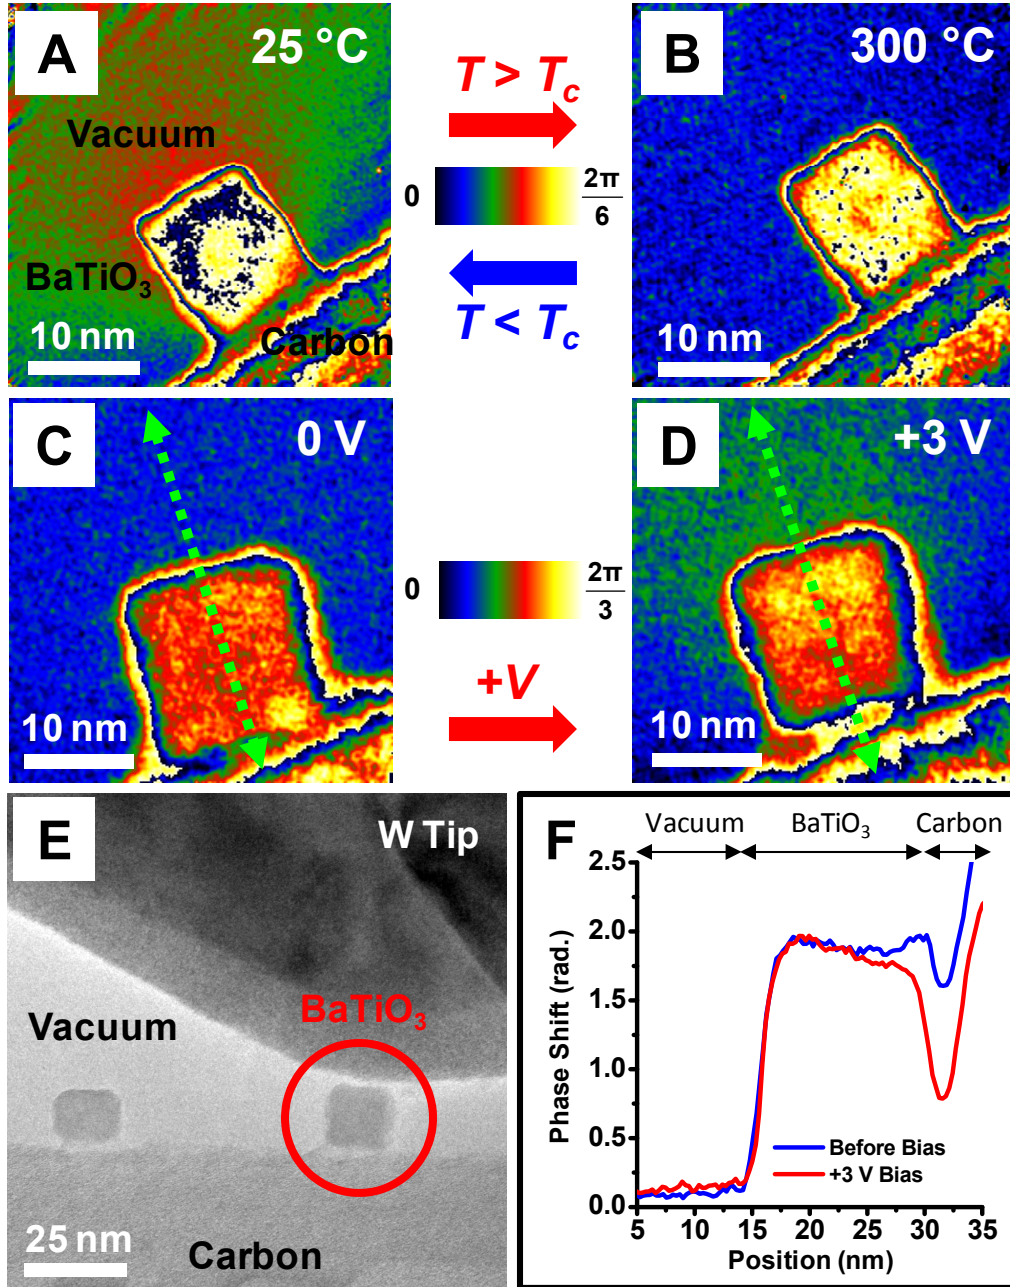 A
25 °C
Vacuum
BaTiO₃
10 nm
Carbon
T > Tc
0
2π
6
T < Tc
B
300 °C
10 nm
C
0 V
10 nm
0
2π
3
+V
D
+3 V
10 nm
E
W Tip
Vacuum
BaTiO₃
25 nm
Carbon
F
Vacuum BaTiO₃ Carbon
2.5
2.0
1.5
1.0
0.5
0.0
Phase Shift (rad.)
Before Bias
+3 V Bias
5 10 15 20 25 30 35
Position (nm)